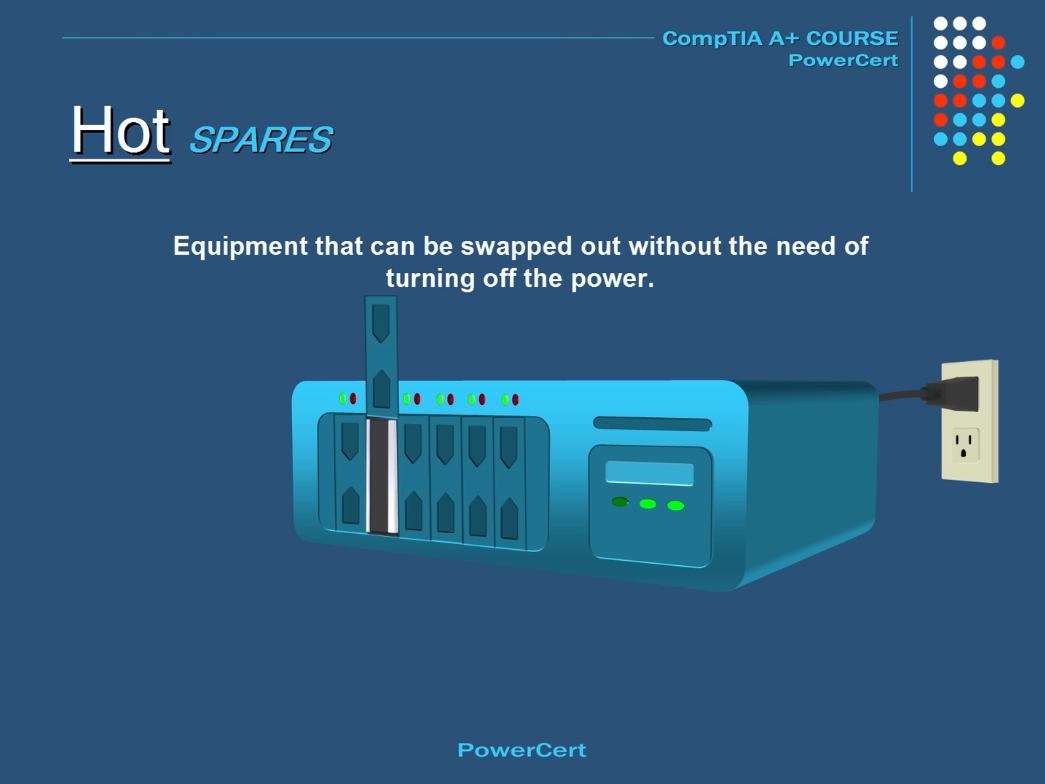 CompTIA A+ COURSE
PowerCert
Hot SPARES
Equipment that can be swapped out without the need of
turning off the power.
PowerCert